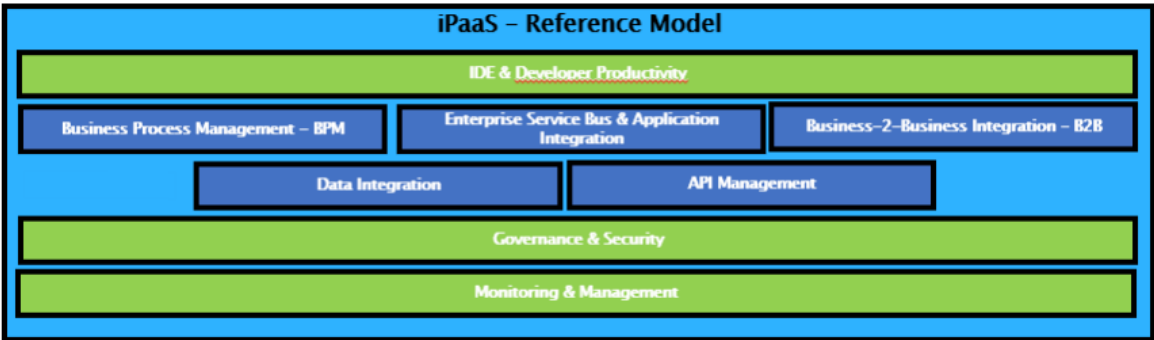 iPaaS – Reference Model
IDE & Developer Productivity
Business Process Management – BPM
Enterprise Service Bus & Application
Integration
Business–2–Business Integration – B2B
Data Integration
API Management
Governance & Security
Monitoring & Management